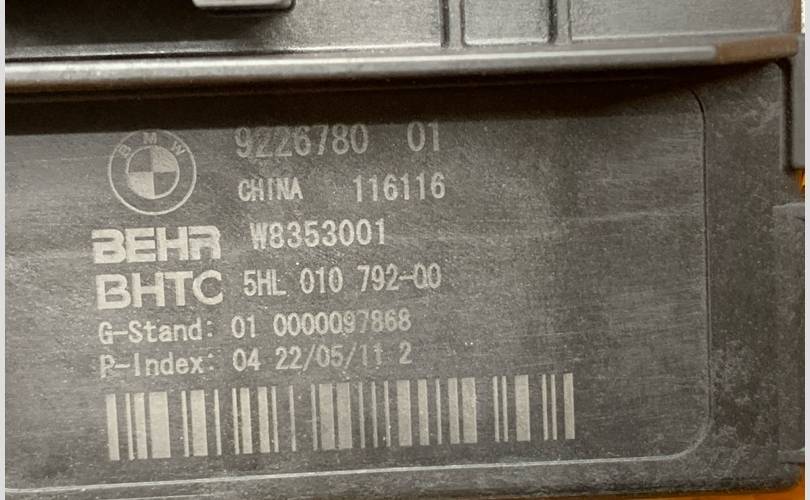 BMW
9226780 01
CHINA 116116
BEHR W8353001
BHTC 5HL 010 792-00
G-Stand: 01 0000097868
P-Index: 04 22/05/11 2